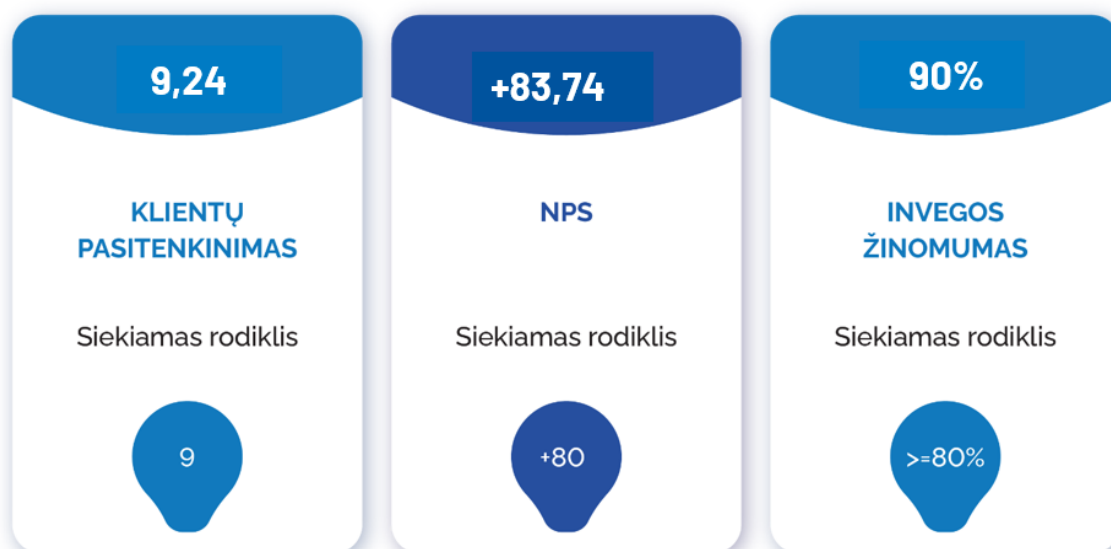 9,24
KLIENTŲ
PASITENKINIMAS
Siekiamas rodiklis
9
+83,74
NPS
Siekiamas rodiklis
+80
90%
INVEGOS
ŽINOMUMAS
Siekiamas rodiklis
>=80%